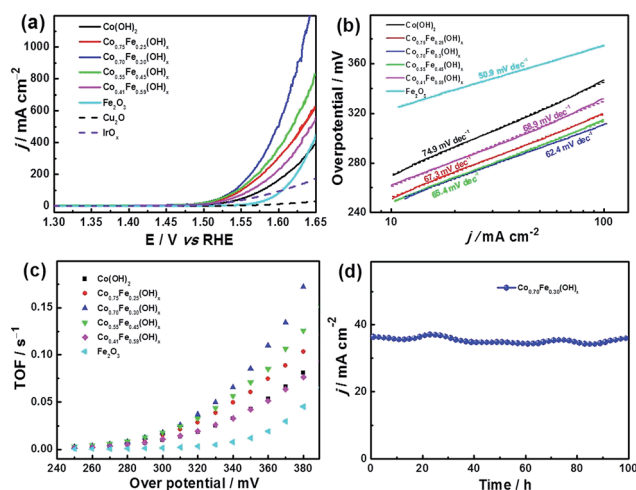 (a)
Co(OH)2
Co0.75Fe0.25(OH)x
Co0.70Fe0.30(OH)x
Co0.55Fe0.45(OH)x
Co0.41Fe0.59(OH)x
Fe2O3
Cu2O
IrOx
j / mA cm-2
1000
800
600
400
200
0
1.30 1.35 1.40 1.45 1.50 1.55 1.60 1.65
E / V vs RHE
(b)
Co(OH)2
Co0.75Fe0.25(OH)x
Co0.70Fe0.30(OH)x
Co0.55Fe0.45(OH)x
Co0.41Fe0.59(OH)x
Fe2O3
50.9 mV dec-1
74.9 mV dec-1
68.9 mV dec-1
67.3 mV dec-1
65.4 mV dec-1
62.4 mV dec-1
Overpotential / mV
400
360
320
280
240
10 100
j / mA cm-2
(c)
Co(OH)2
Co0.75Fe0.25(OH)x
Co0.70Fe0.30(OH)x
Co0.55Fe0.45(OH)x
Co0.41Fe0.59(OH)x
Fe2O3
TOF / s-1
0.15
0.10
0.05
0.00
240 260 280 300 320 340 360 380 400
Over potential / mV
(d)
Co0.70Fe0.30(OH)x
j / mA cm-2
60
40
20
0
0 20 40 60 80 100
Time / h